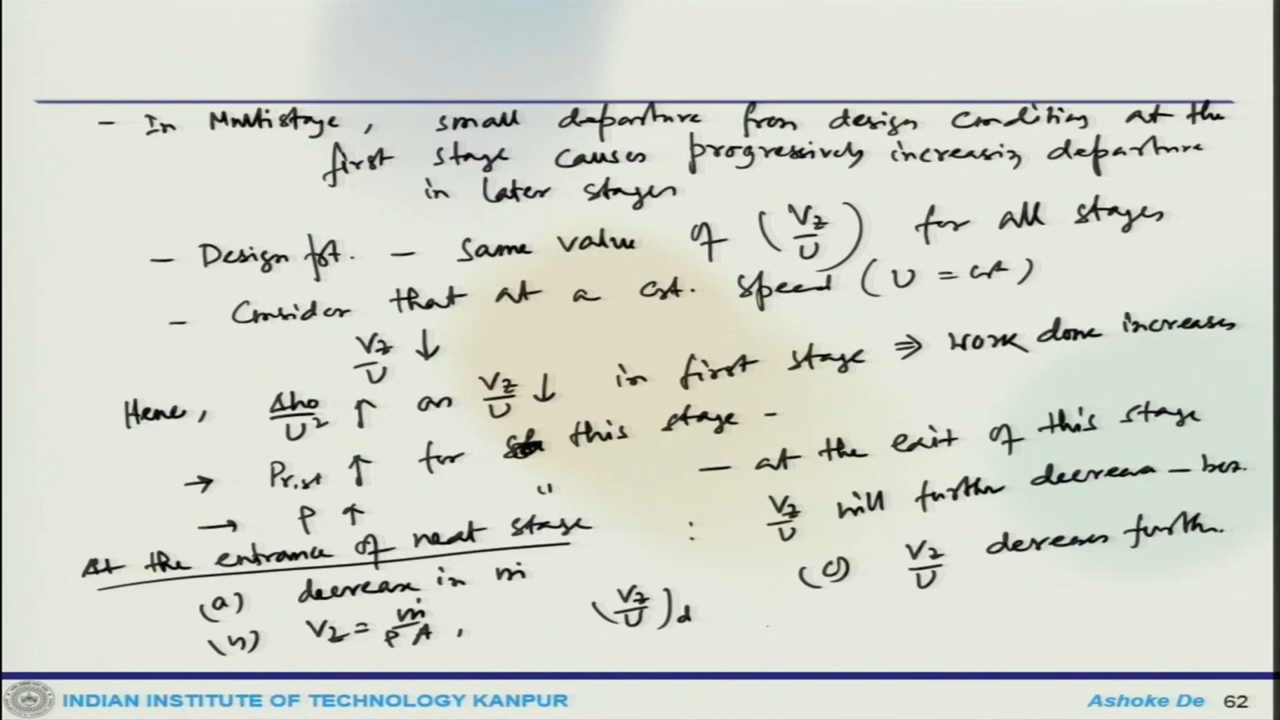 - In Multistage, small departure from design condition at the
first stage causes progressively increasing departure
in later stages
- Design pt. - same value of (Vz/U) for all stages
- Consider that at a cst. speed (U = cst)
Vz/U ↓
Hence, Δho/U² ↑ as Vz/U ↓ in first stage ⇒ work done increases
→ Pr,st ↑ for this stage -
→ ρ ↑ "
- at the exit of this stage
Vz/U will further decrease - bcz.
At the entrance of next stage :
(a) decrease in ṁ
(b) Vz = ṁ/ρA , (Vz/U)d
(c) Vz/U decreases further.
INDIAN INSTITUTE OF TECHNOLOGY KANPUR
Ashoke De 62